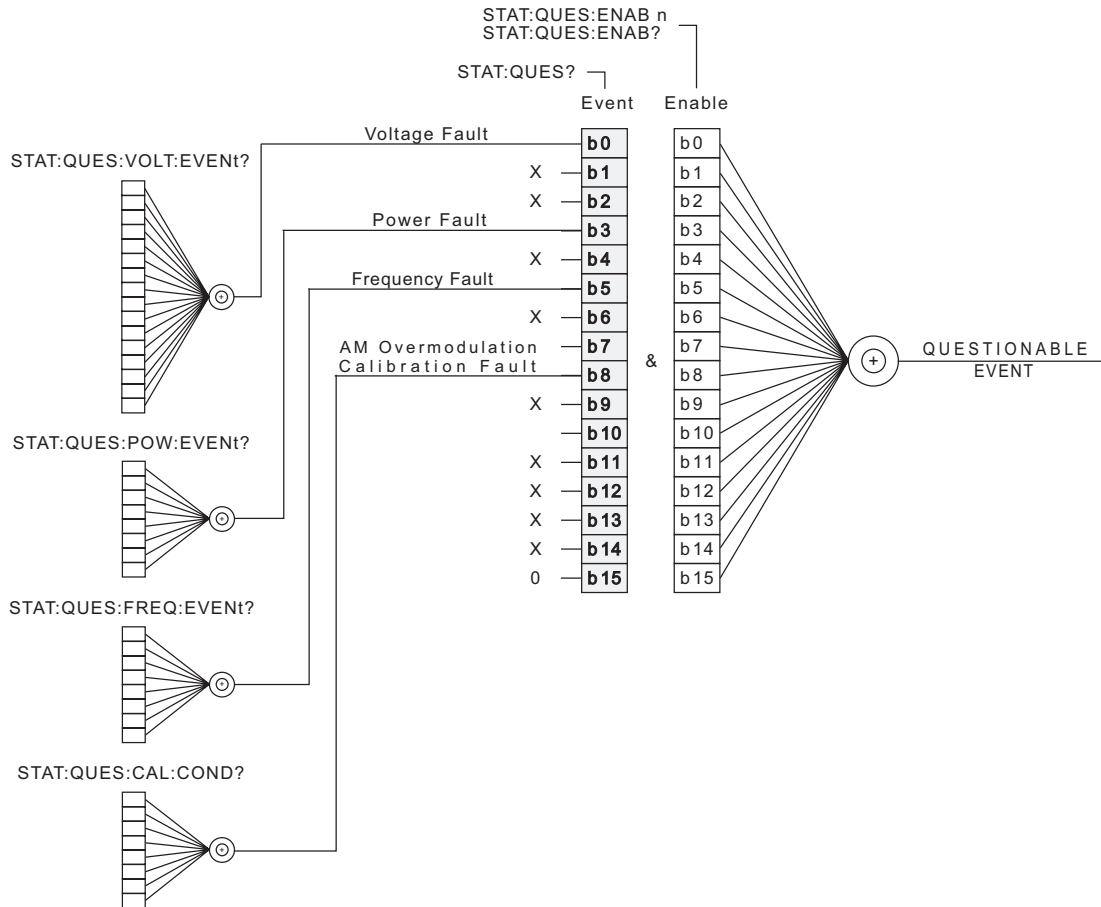 STAT:QUES:ENAB n
STAT:QUES:ENAB?
STAT:QUES?
Event Enable
Voltage Fault b0 b0
STAT:QUES:VOLT:EVENt?
X b1 b1
X b2 b2
Power Fault b3 b3
X b4 b4
Frequency Fault b5 b5
X b6 b6
AM Overmodulation b7 & b7
Calibration Fault b8 b8
QUESTIONABLE
EVENT
X b9 b9
b10 b10
STAT:QUES:POW:EVENt?
X b11 b11
X b12 b12
X b13 b13
X b14 b14
0 b15 b15
STAT:QUES:FREQ:EVENt?
STAT:QUES:CAL:COND?